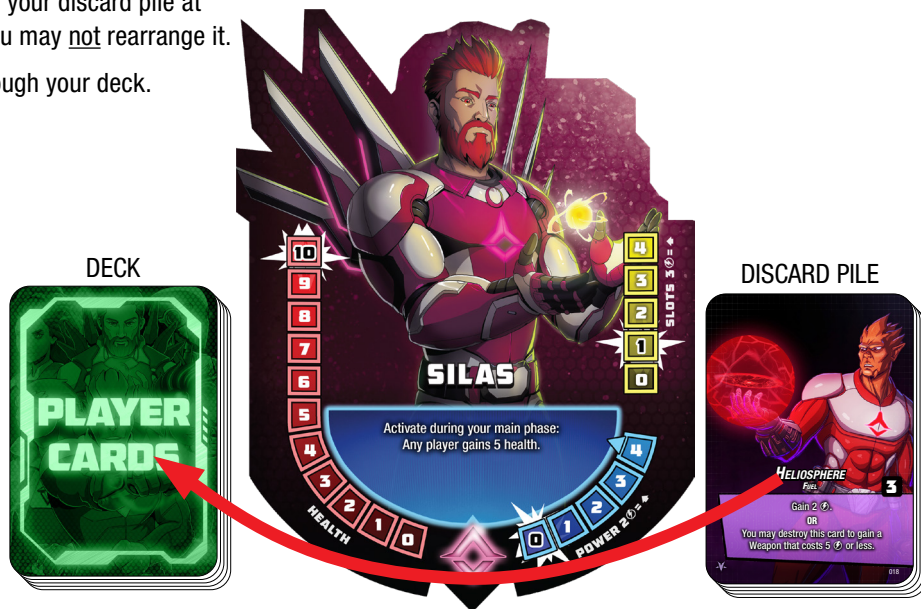 your discard pile at
u may not rearrange it.
ugh your deck.
DECK
PLAYER
CARDS
10
9
8
7
6
5
4
3
2
1
0
HEALTH
SILAS
Activate during your main phase:
Any player gains 5 health.
4
3
2
1
0
SLOTS 3 =
4
3
2
1
0
POWER 2 =
DISCARD PILE
HELIOSPHERE
FUEL
3
Gain 2 .
OR
You may destroy this card to gain a
Weapon that costs 5 or less.
018